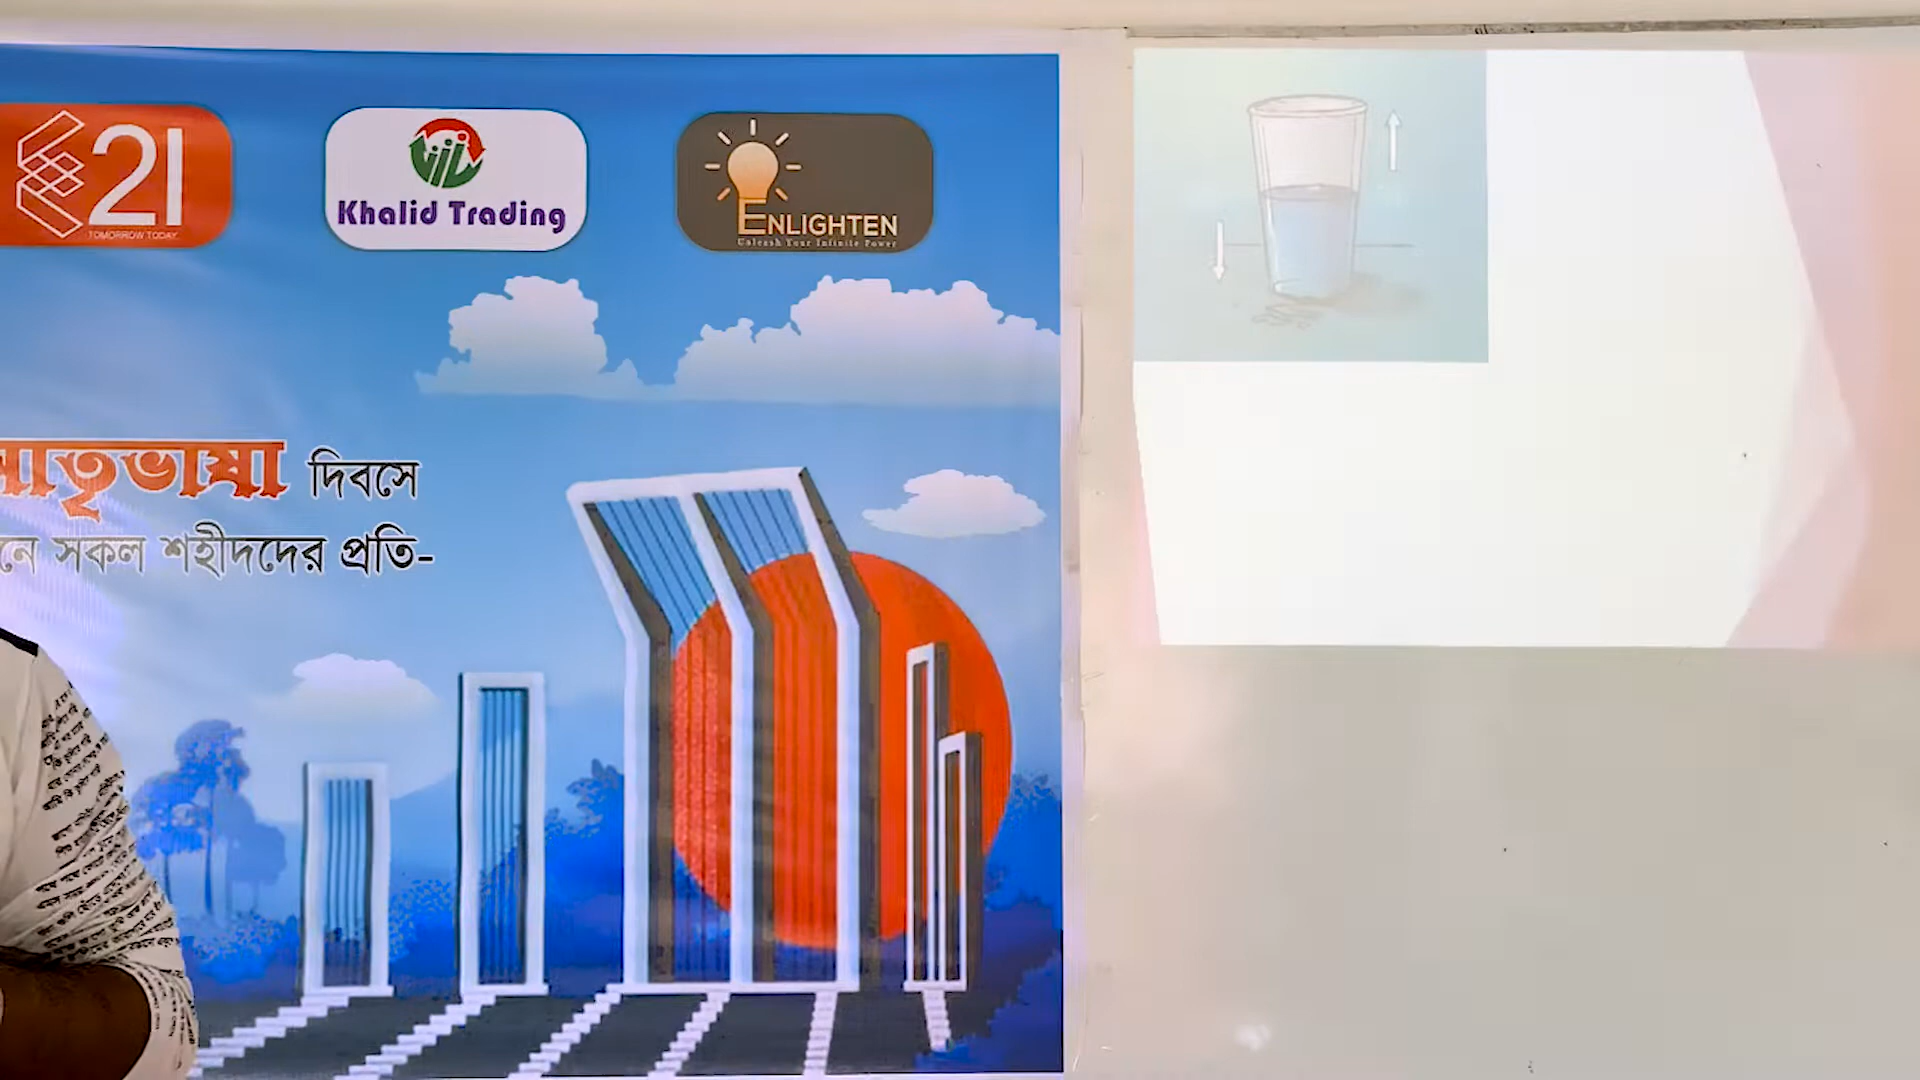 21
TOMORROW TODAY
Khalid Trading
ENLIGHTEN
Unleash Your Infinite Power
মাতৃভাষা দিবসে
নে সকল শহীদদের প্রতি-